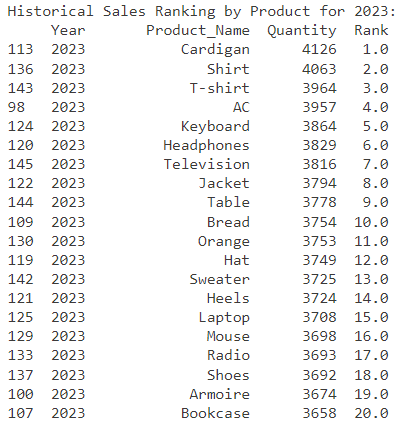 Historical Sales Ranking by Product for 2023:
Year Product_Name Quantity Rank
113 2023 Cardigan 4126 1.0
136 2023 Shirt 4063 2.0
143 2023 T-shirt 3964 3.0
98 2023 AC 3957 4.0
124 2023 Keyboard 3864 5.0
120 2023 Headphones 3829 6.0
145 2023 Television 3816 7.0
122 2023 Jacket 3794 8.0
144 2023 Table 3778 9.0
109 2023 Bread 3754 10.0
130 2023 Orange 3753 11.0
119 2023 Hat 3749 12.0
142 2023 Sweater 3725 13.0
121 2023 Heels 3724 14.0
125 2023 Laptop 3708 15.0
129 2023 Mouse 3698 16.0
133 2023 Radio 3693 17.0
137 2023 Shoes 3692 18.0
100 2023 Armoire 3674 19.0
107 2023 Bookcase 3658 20.0